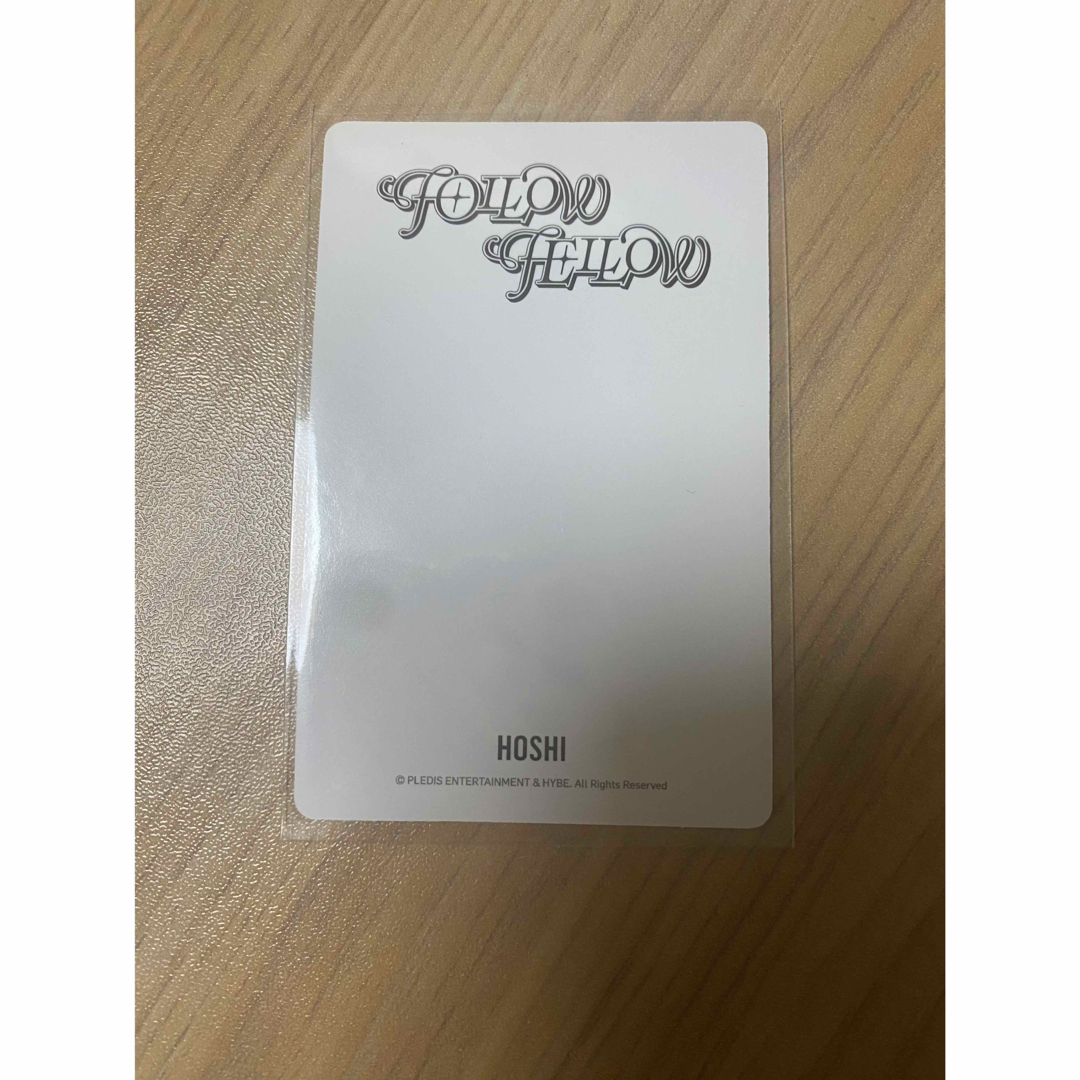 FOLLOW
FELLOW
HOSHI
© PLEDIS ENTERTAINMENT & HYBE. All Rights Reserved